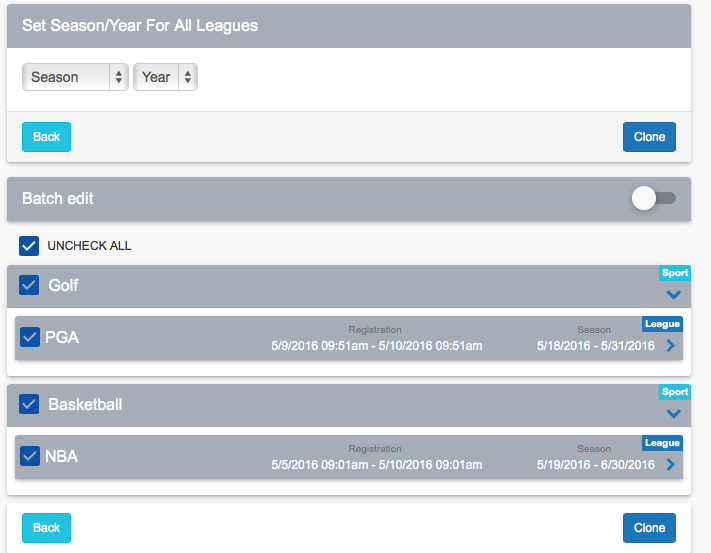 Set Season/Year For All Leagues
Season Year
Back Clone
Batch edit
UNCHECK ALL
Sport
Golf
League
Registration Season
PGA 5/9/2016 09:51am - 5/10/2016 09:51am 5/18/2016 - 5/31/2016
Sport
Basketball
League
Registration Season
NBA 5/5/2016 09:01am - 5/10/2016 09:01am 5/19/2016 - 6/30/2016
Back Clone